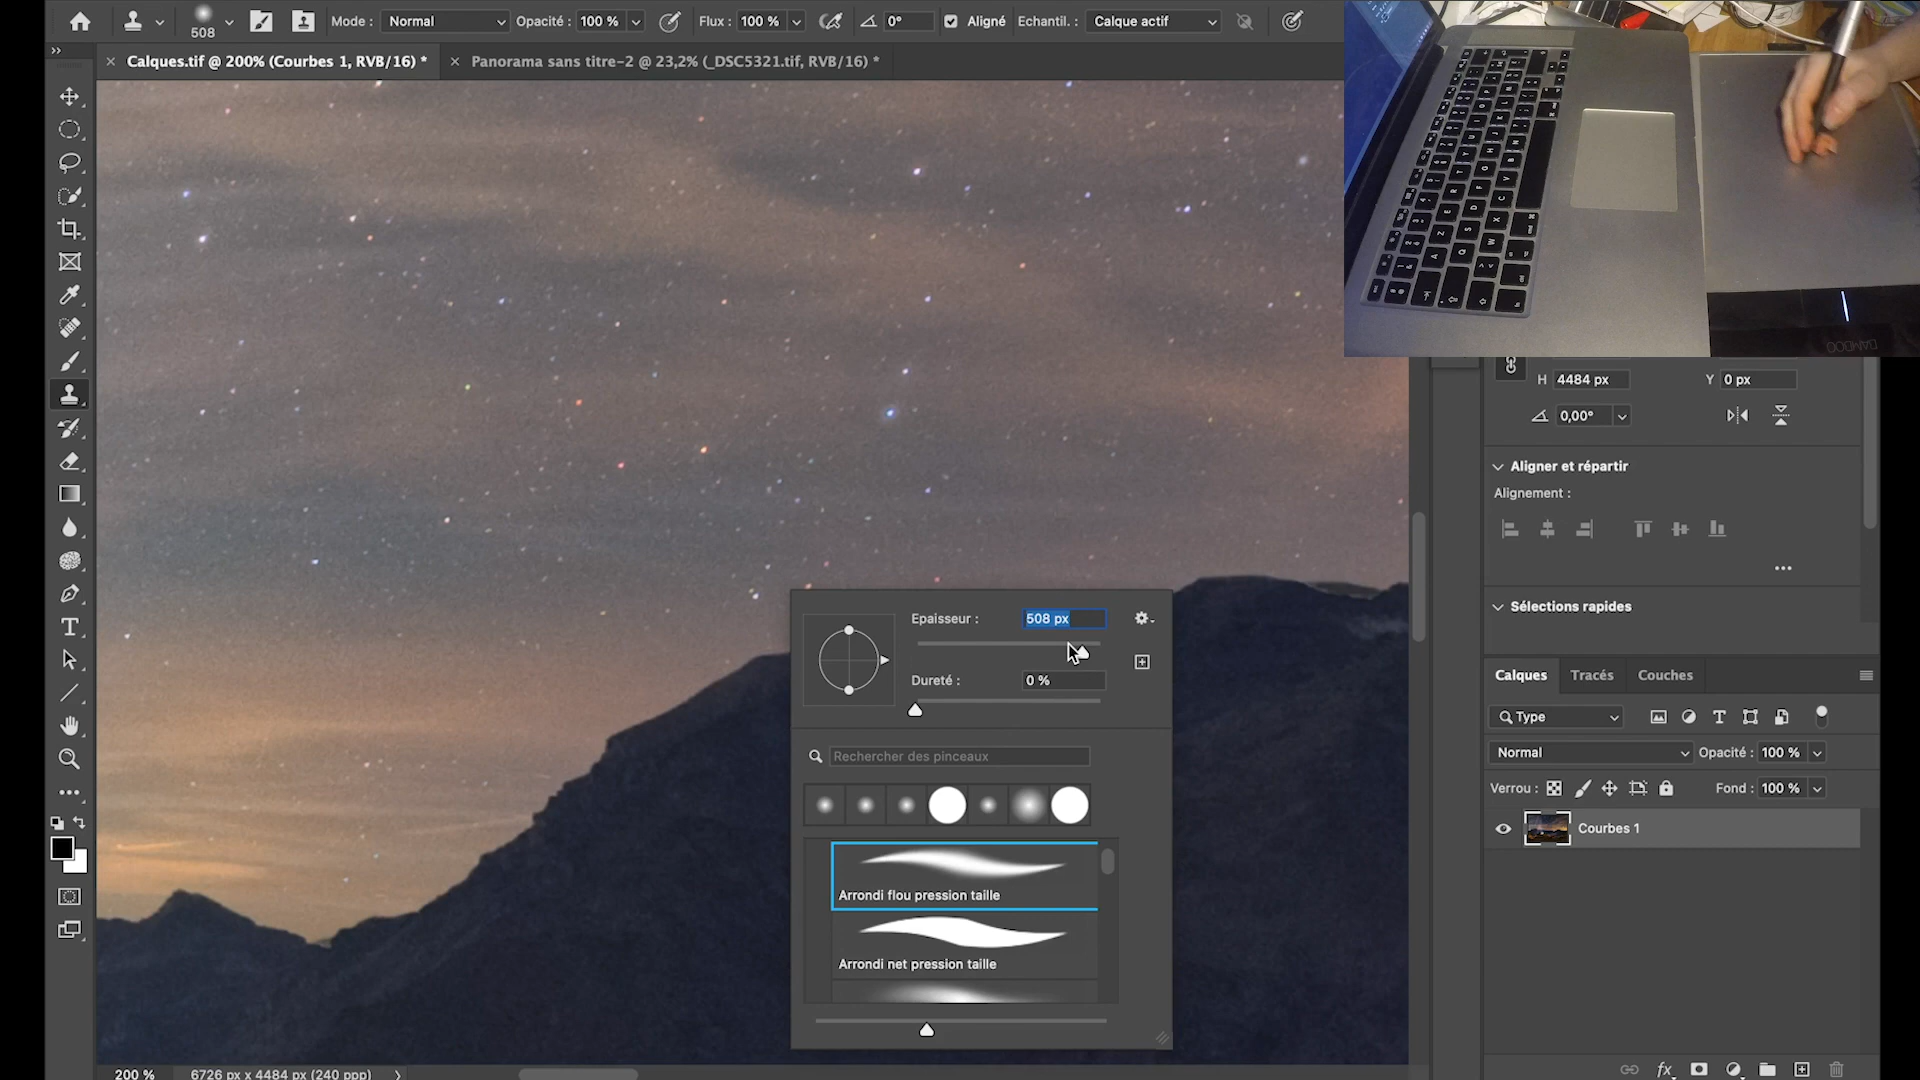 508
Mode : Normal
Opacité : 100 %
Flux : 100 %
0°
Aligné
Echantil. : Calque actif
Calques.tif @ 200% (Courbes 1, RVB/16) *
Panorama sans titre-2 @ 23,2% (_DSC5321.tif, RVB/16) *
BAMBOO
H 4484 px
Y 0 px
0,00°
Aligner et répartir
Alignement :
Sélections rapides
Epaisseur : 508 px
Dureté : 0 %
Rechercher des pinceaux
Arrondi flou pression taille
Arrondi net pression taille
Calques Tracés Couches
Type
Normal
Opacité : 100 %
Verrou :
Fond : 100 %
Courbes 1
fx
200 %
6726 px x 4484 px (240 ppp)